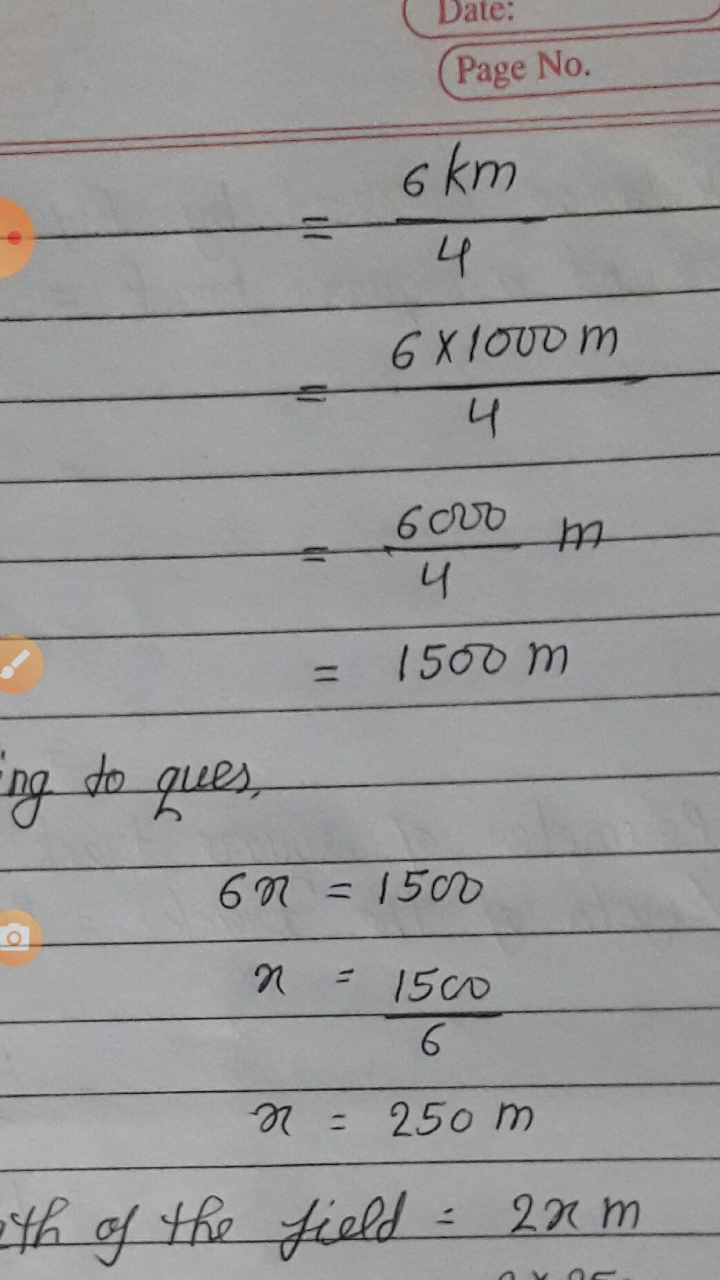 Date:
Page No.
= 6 km
4
= 6 × 1000 m
4
= 6000 m
4
= 1500 m
ing to ques,
6x = 1500
x = 1500
6
x = 250 m
th of the field = 2x m